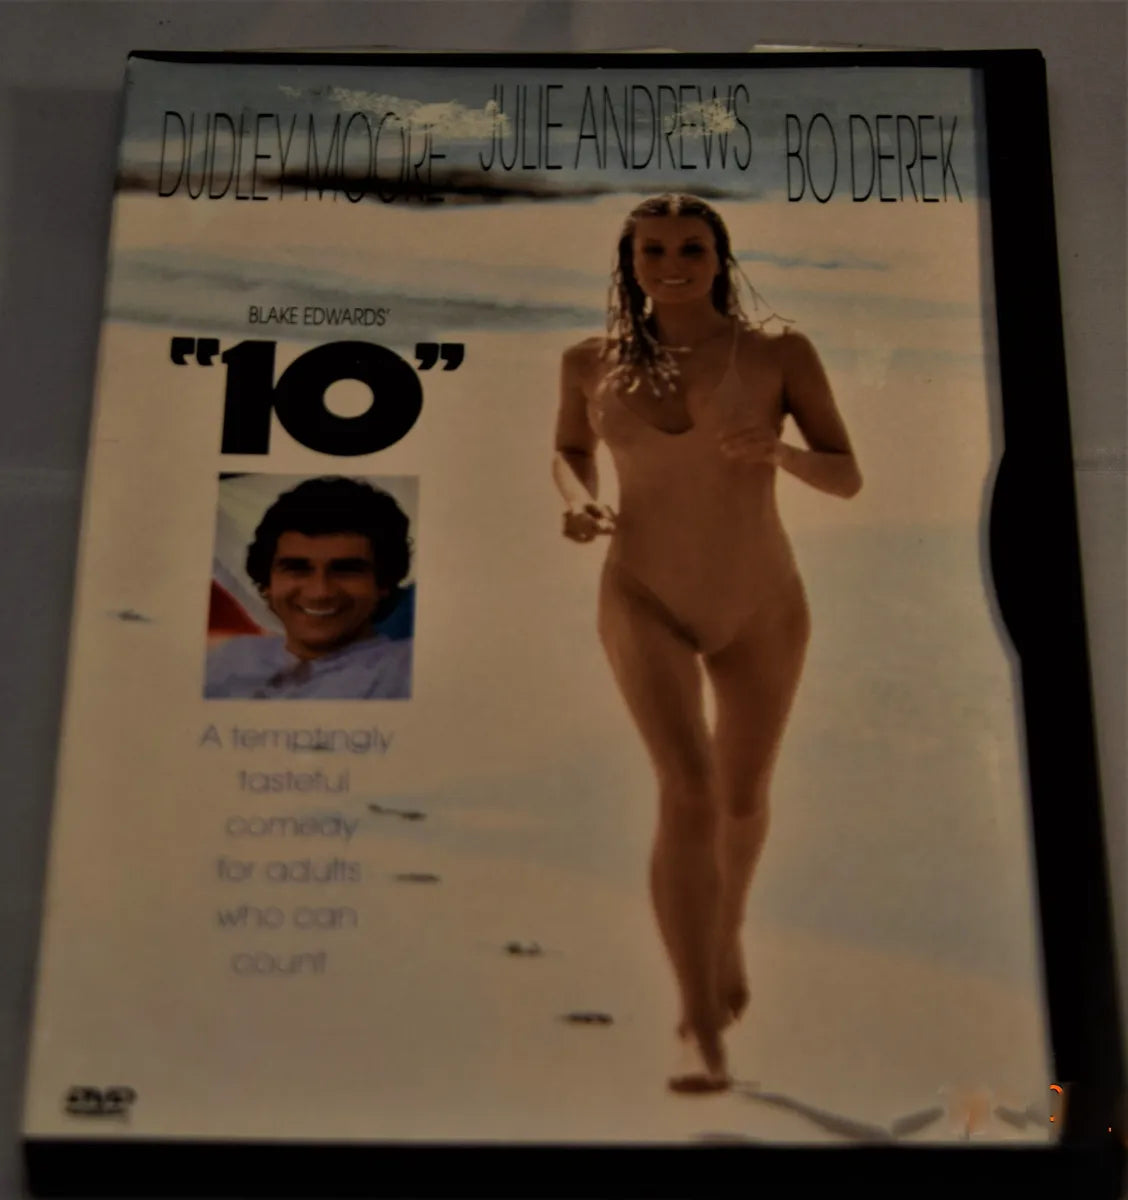 DUDLEY MOORE JULIE ANDREWS BO DEREK
BLAKE EDWARDS'
"10"
A temptingly
tasteful
comedy
for adults
who can
count
DVD